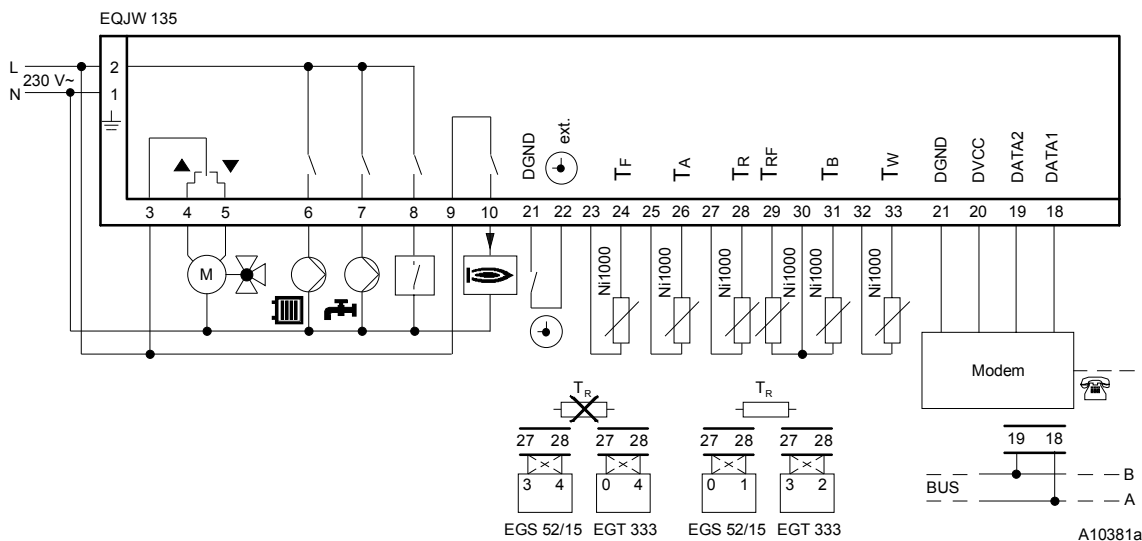 EQJW 135
L
230 V~
N
2
1
DGND
ext.
TF
TA
TR
TRF
TB
TW
DGND
DVCC
DATA2
DATA1
3 4 5 6 7 8 9 10 21 22 23 24 25 26 27 28 29 30 31 32 33 21 20 19 18
M
Ni1000 Ni1000 Ni1000 Ni1000 Ni1000 Ni1000
Modem
TR TR
27 28 27 28 27 28 27 28
19 18
3 4 0 4 0 1 3 2
BUS
B
A
EGS 52/15 EGT 333 EGS 52/15 EGT 333
A10381a